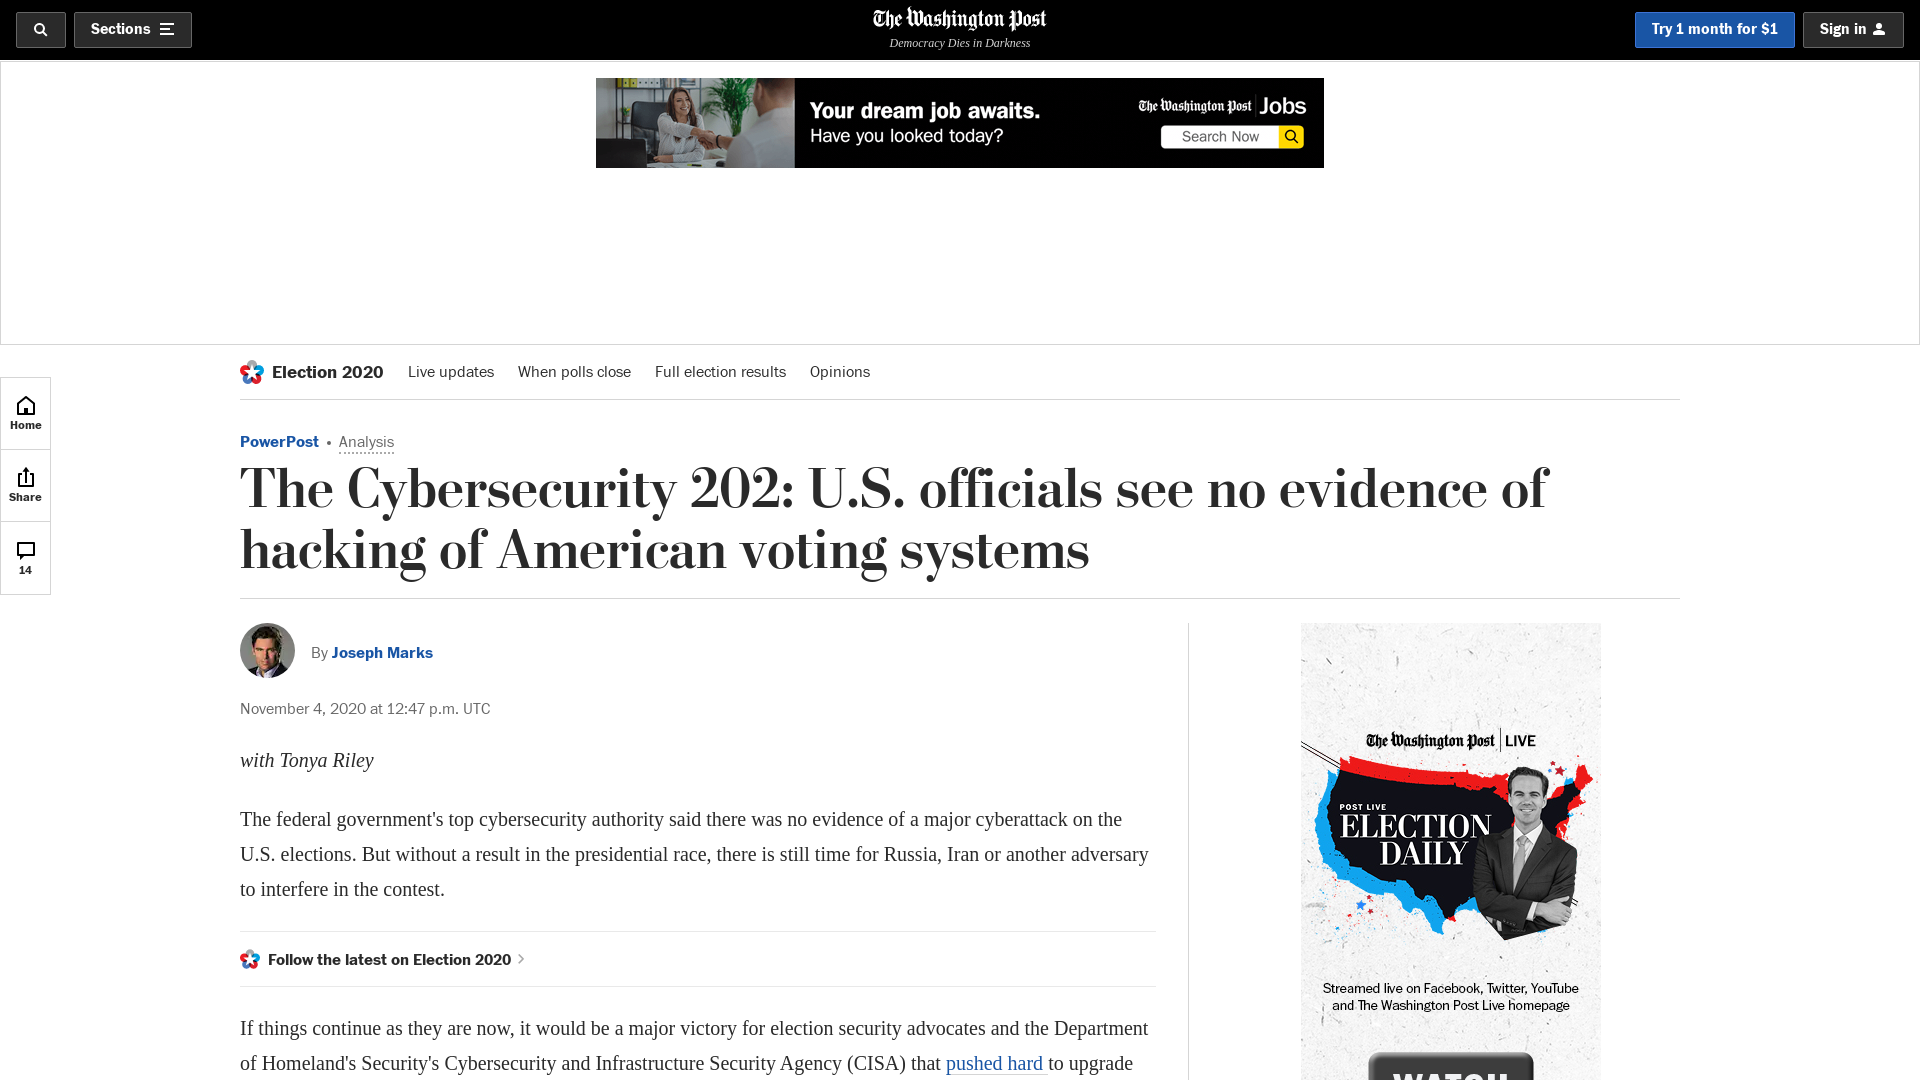 Sections
The Washington Post
Democracy Dies in Darkness
Try 1 month for $1
Sign in
Your dream job awaits.
Have you looked today?
The Washington Post Jobs
Search Now
Election 2020
Live updates
When polls close
Full election results
Opinions
Home
Share
14
PowerPost • Analysis
The Cybersecurity 202: U.S. officials see no evidence of
hacking of American voting systems
By Joseph Marks
November 4, 2020 at 12:47 p.m. UTC
with Tonya Riley
The federal government's top cybersecurity authority said there was no evidence of a major cyberattack on the
U.S. elections. But without a result in the presidential race, there is still time for Russia, Iran or another adversary
to interfere in the contest.
Follow the latest on Election 2020
If things continue as they are now, it would be a major victory for election security advocates and the Department
of Homeland's Security's Cybersecurity and Infrastructure Security Agency (CISA) that pushed hard to upgrade
The Washington Post LIVE
POST LIVE
ELECTION
DAILY
Streamed live on Facebook, Twitter, YouTube
and The Washington Post Live homepage
WATCH